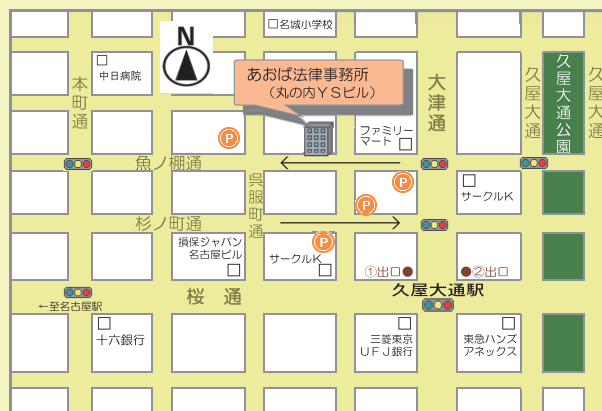 □名城小学校
N
中日病院
あおば法律事務所
（丸の内ＹＳビル）
本町通
大津通
久屋大通
久屋大通公園
久屋大通
P
ファミリー
マート
魚ノ棚通
呉服町通
P
P
サークルK
杉ノ町通
損保ジャパン
名古屋ビル
サークルK
P
①出口
②出口
久屋大通駅
桜　通
←至名古屋駅
十六銀行
三菱東京
ＵＦＪ銀行
東急ハンズ
アネックス